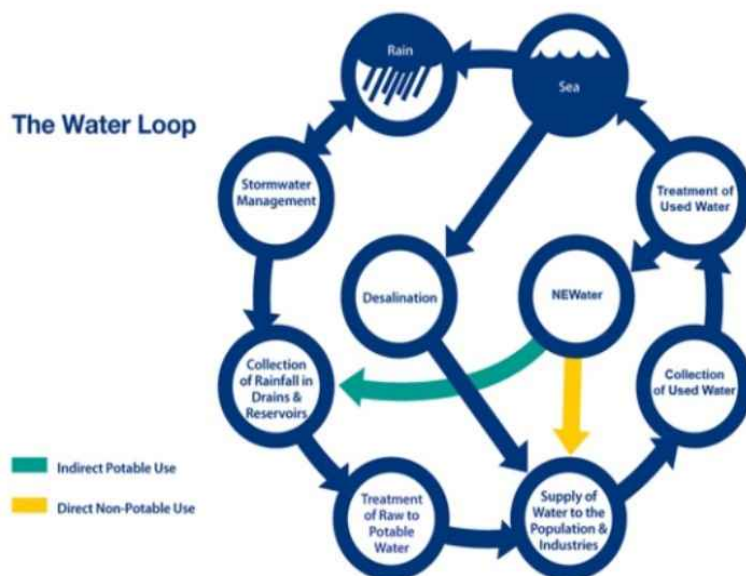 The Water Loop
Rain
Sea
Stormwater
Management
Treatment of
Used Water
Desalination
NEWater
Collection
of Rainfall in
Drains &
Reservoirs
Collection
of Used Water
Indirect Potable Use
Direct Non-Potable Use
Treatment
of Raw to
Potable
Water
Supply of
Water to the
Population &
Industries